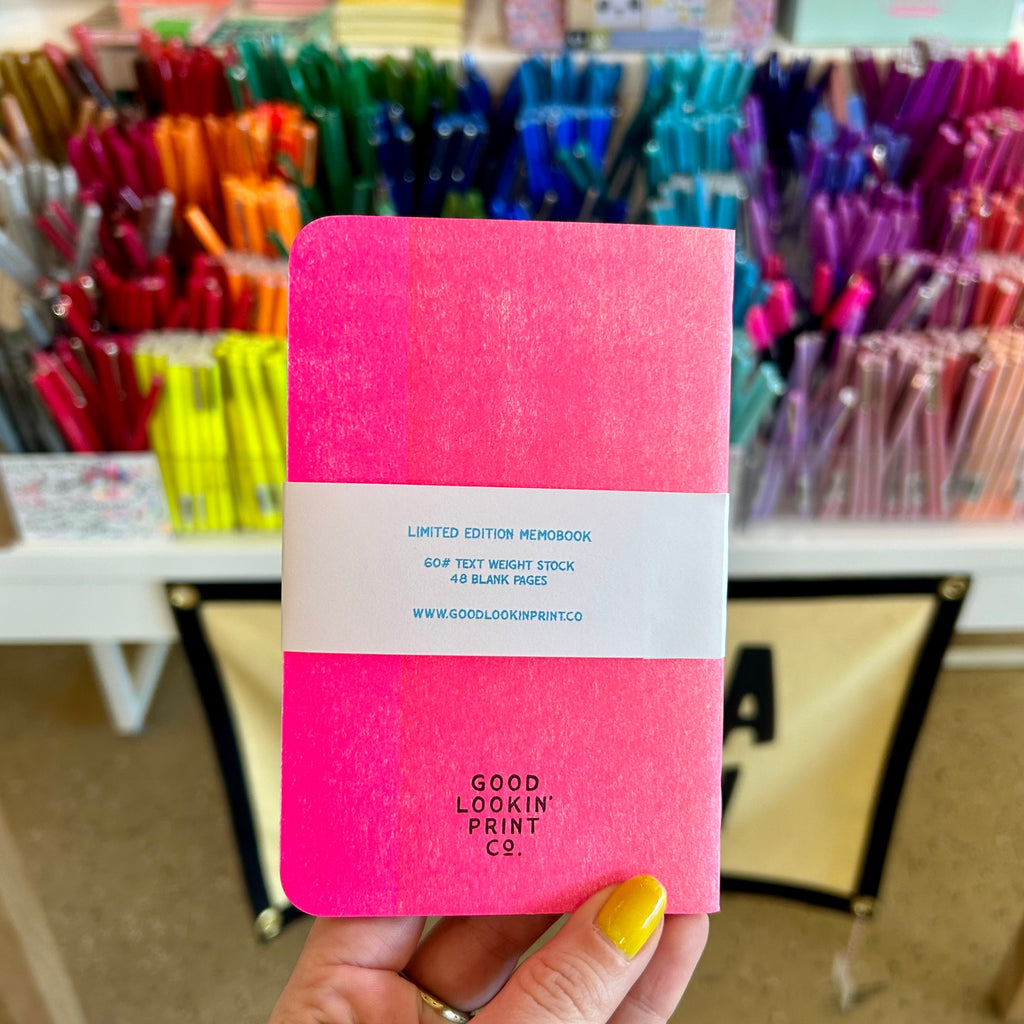 LIMITED EDITION MEMOBOOK
60# TEXT WEIGHT STOCK
48 BLANK PAGES
WWW.GOODLOOKINPRINT.CO
GOOD
LOOKIN'
PRINT
Co.
A